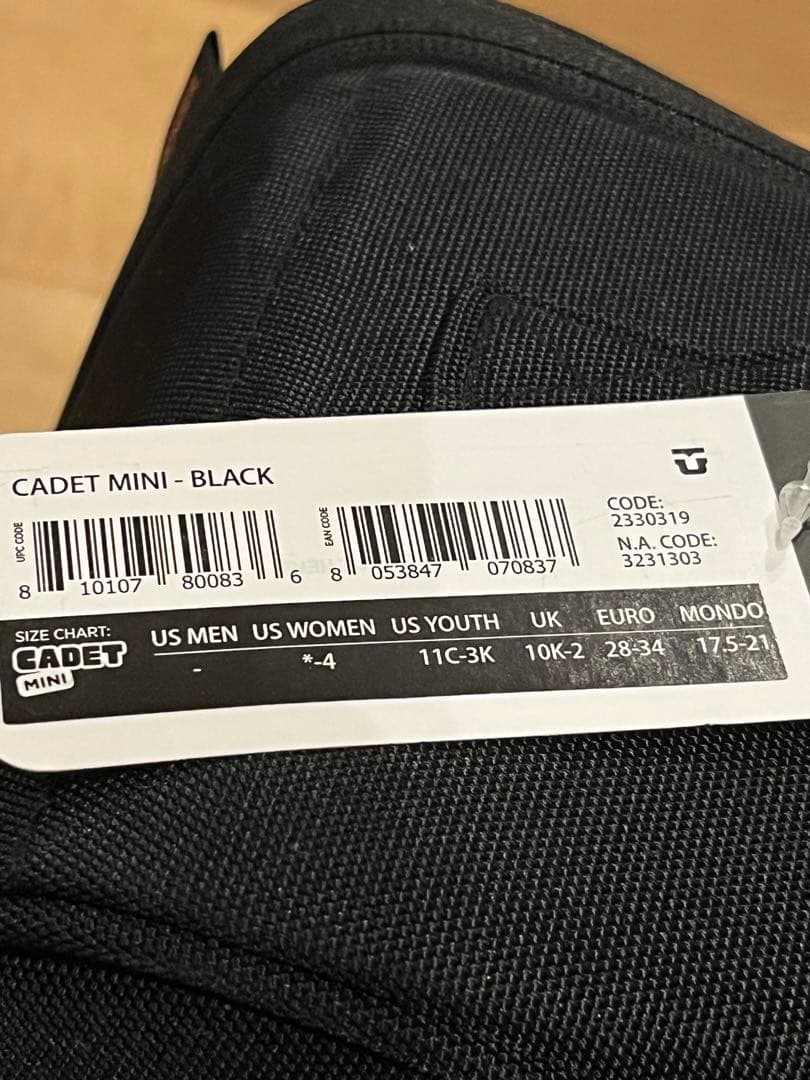 CADET MINI - BLACK
UPC CODE
8 10107 80083 6
EAN CODE
8 053847 070837
CODE:
2330319
N.A. CODE:
3231303
SIZE CHART:
CADET
MINI
US MEN US WOMEN US YOUTH UK EURO MONDO
- *-4 11C-3K 10K-2 28-34 17.5-21